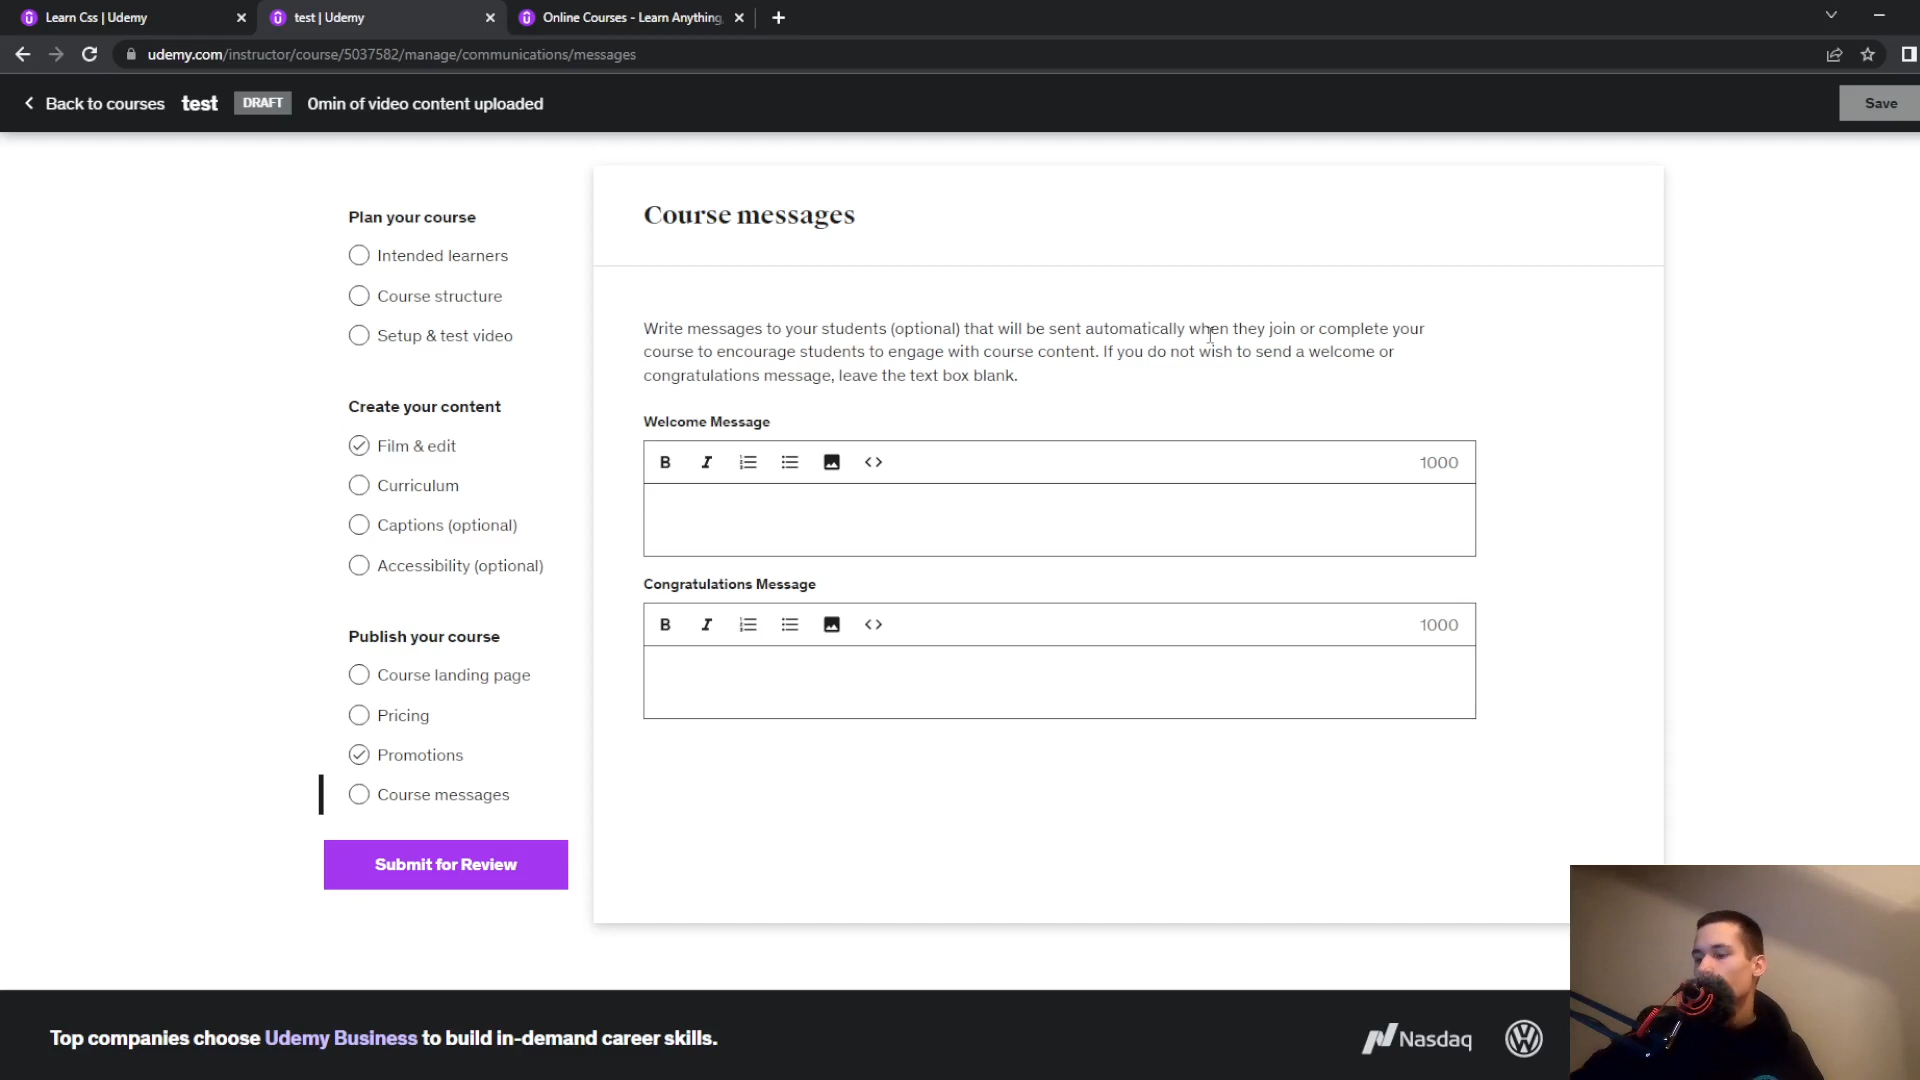 Learn Css | Udemy
test | Udemy
Online Courses - Learn Anything,
udemy.com/instructor/course/5037582/manage/communications/messages
Back to courses
test
DRAFT
0min of video content uploaded
Save
Plan your course
Intended learners
Course structure
Setup & test video
Create your content
Film & edit
Curriculum
Captions (optional)
Accessibility (optional)
Publish your course
Course landing page
Pricing
Promotions
Course messages
Submit for Review
Course messages
Write messages to your students (optional) that will be sent automatically when they join or complete your
course to encourage students to engage with course content. If you do not wish to send a welcome or
congratulations message, leave the text box blank.
Welcome Message
B I 1000
Congratulations Message
B I 1000
Top companies choose Udemy Business to build in-demand career skills.
Nasdaq